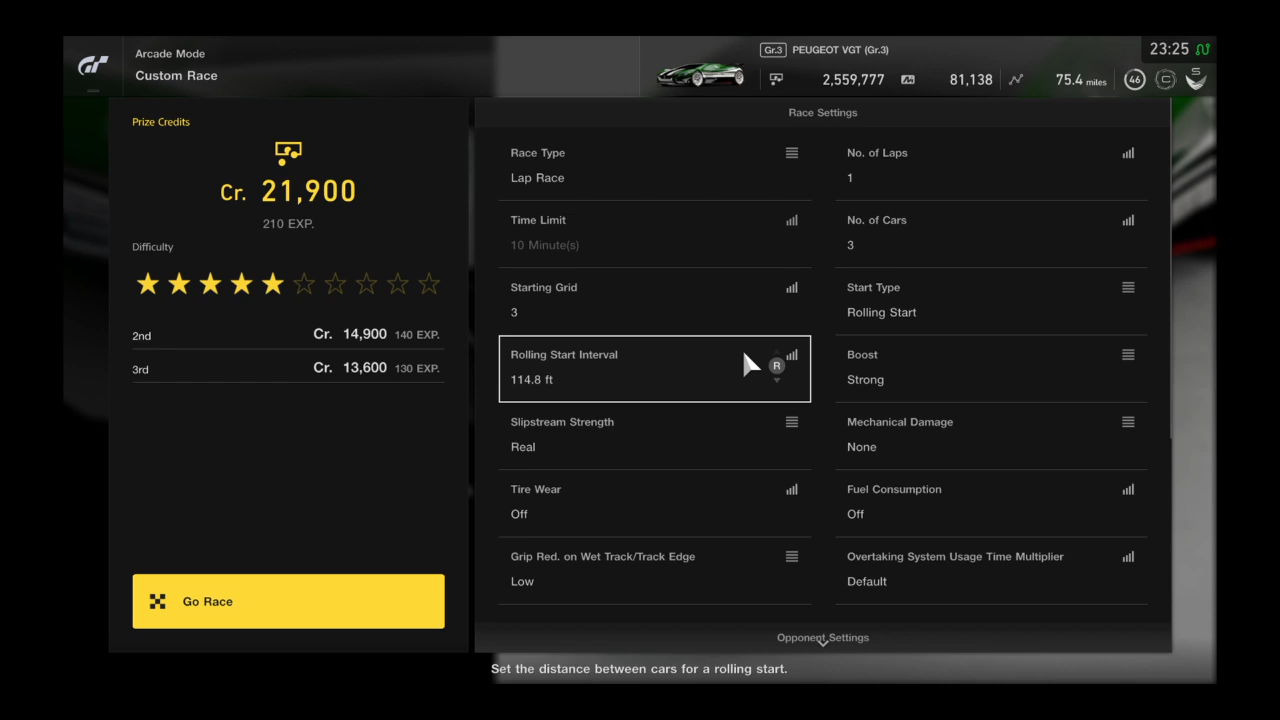 Arcade Mode
Custom Race
Gr.3 PEUGEOT VGT (Gr.3)
2,559,777 81,138 75.4 miles 46 C S
23:25
Prize Credits
Cr. 21,900
210 EXP.
Difficulty
2nd Cr. 14,900 140 EXP.
3rd Cr. 13,600 130 EXP.
Go Race
Race Settings
Race Type
Lap Race
No. of Laps
1
Time Limit
10 Minute(s)
No. of Cars
3
Starting Grid
3
Start Type
Rolling Start
Rolling Start Interval
114.8 ft
R
Boost
Strong
Slipstream Strength
Real
Mechanical Damage
None
Tire Wear
Off
Fuel Consumption
Off
Grip Red. on Wet Track/Track Edge
Low
Overtaking System Usage Time Multiplier
Default
Opponent Settings
Set the distance between cars for a rolling start.